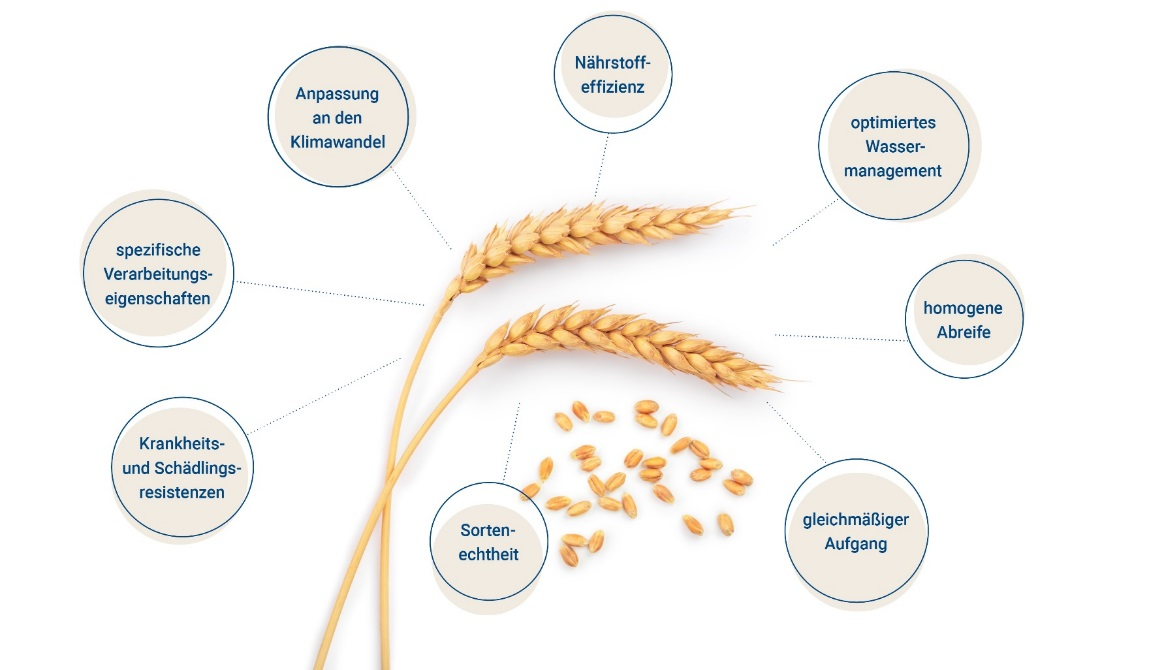 Nährstoff-
effizienz
Anpassung
an den
Klimawandel
optimiertes
Wasser-
management
spezifische
Verarbeitungs-
eigenschaften
homogene
Abreife
Krankheits-
und Schädlings-
resistenzen
Sorten-
echtheit
gleichmäßiger
Aufgang